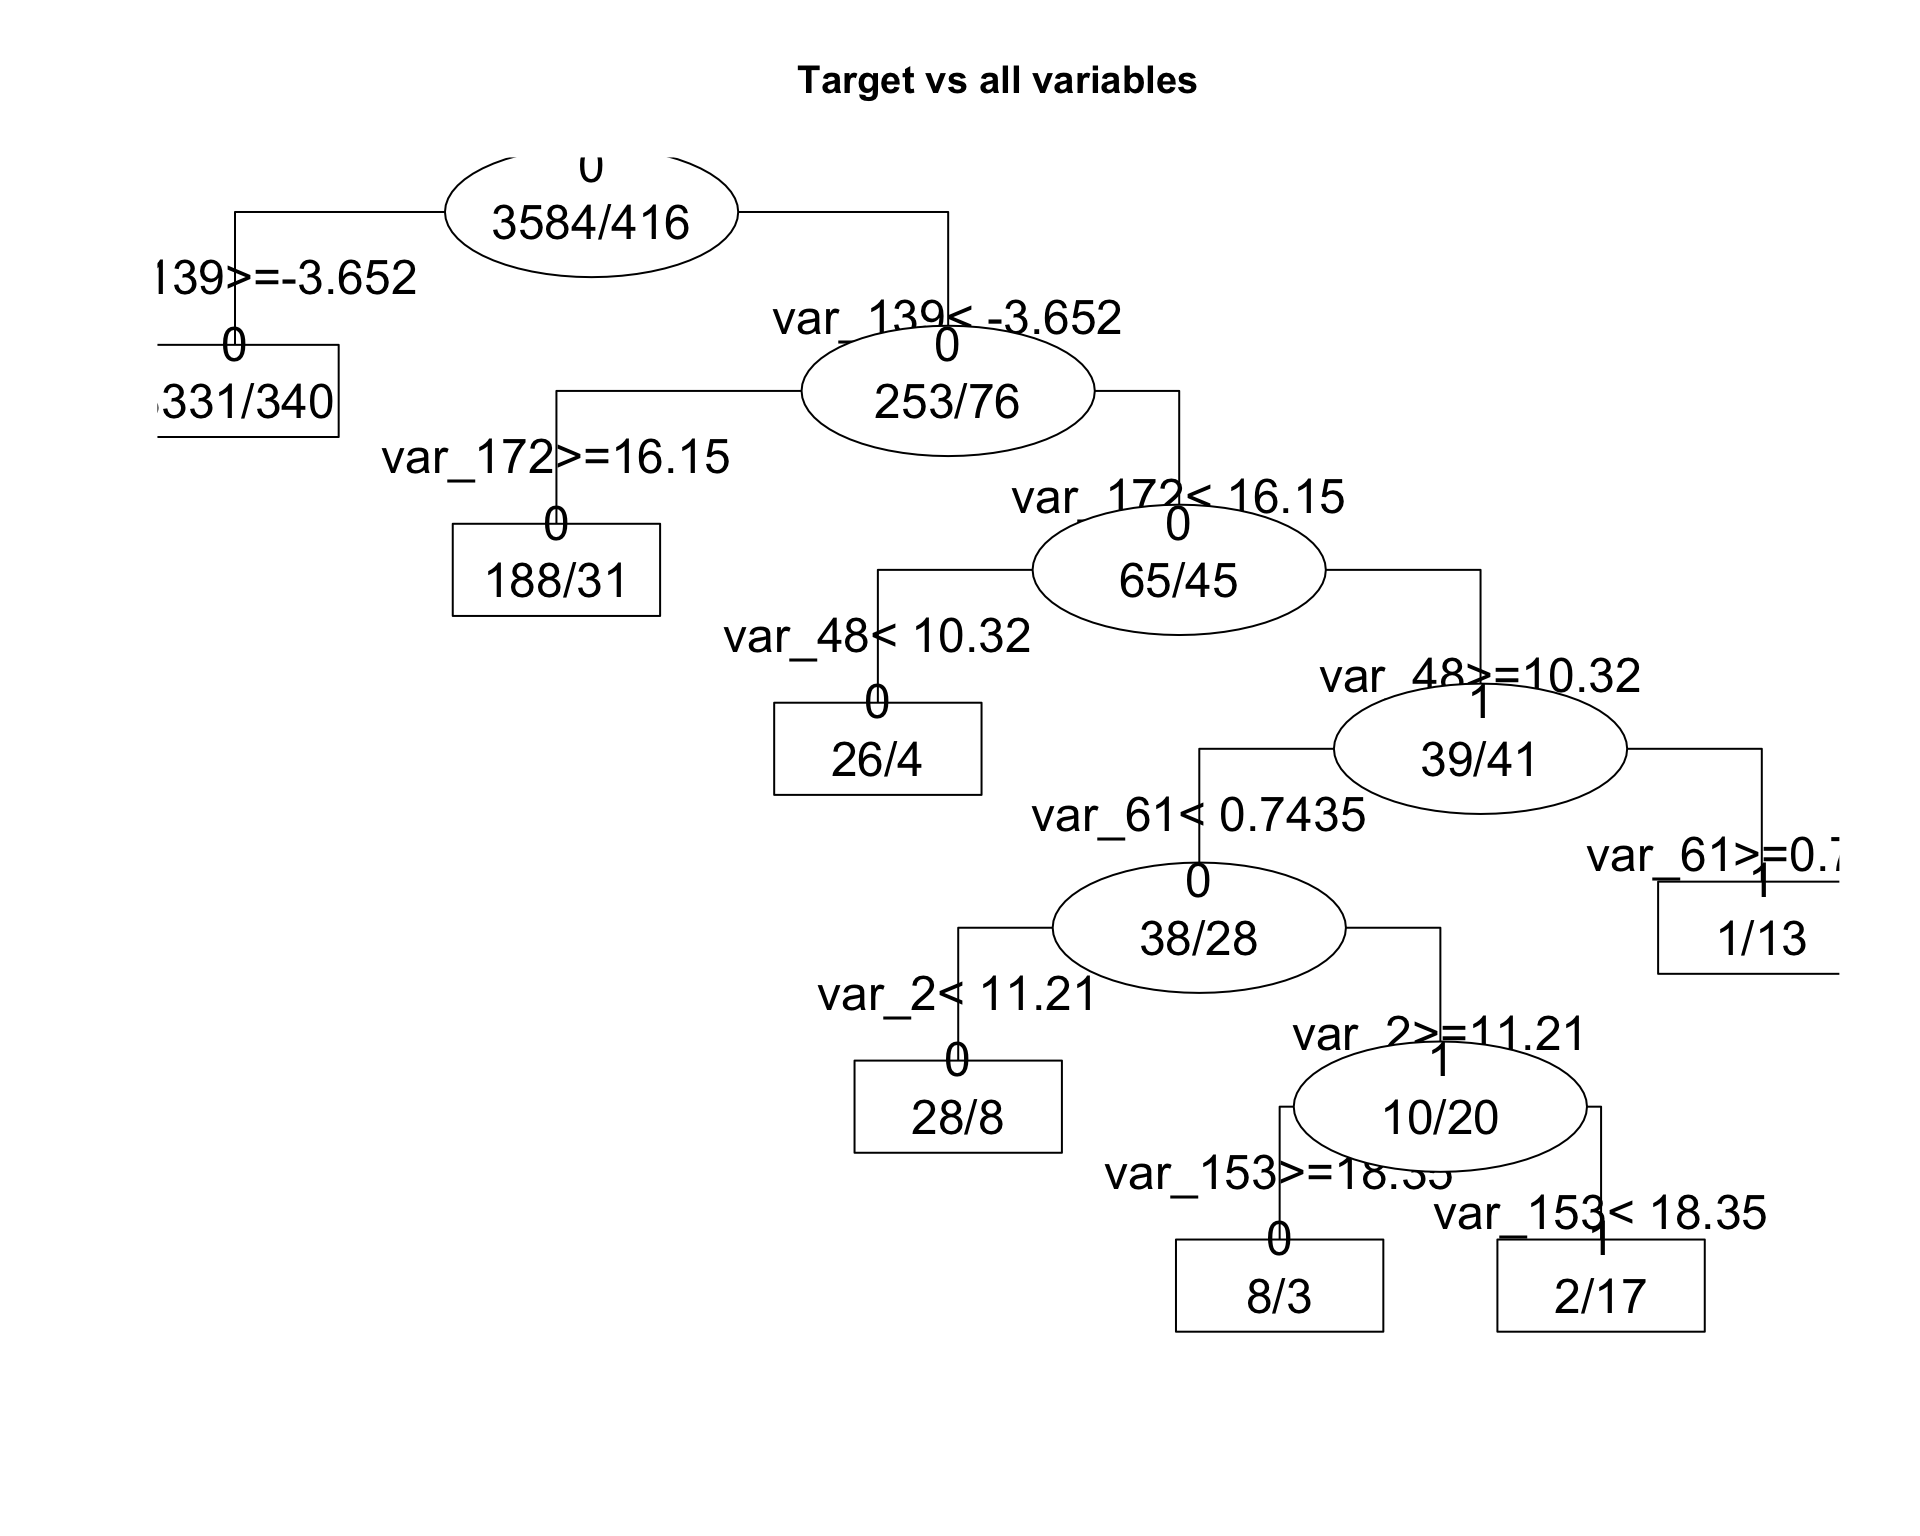 Target vs all variables
0
3584/416
139>=-3.652
var_139< -3.652
0
331/340
0
253/76
var_172>=16.15
var_172< 16.15
0
188/31
0
65/45
var_48< 10.32
var_48>=10.32
0
26/4
1
39/41
var_61< 0.7435
var_61>=0.7
0
38/28
1
1/13
var_2< 11.21
var_2>=11.21
0
28/8
1
10/20
var_153>=18.35
var_153< 18.35
0
8/3
1
2/17